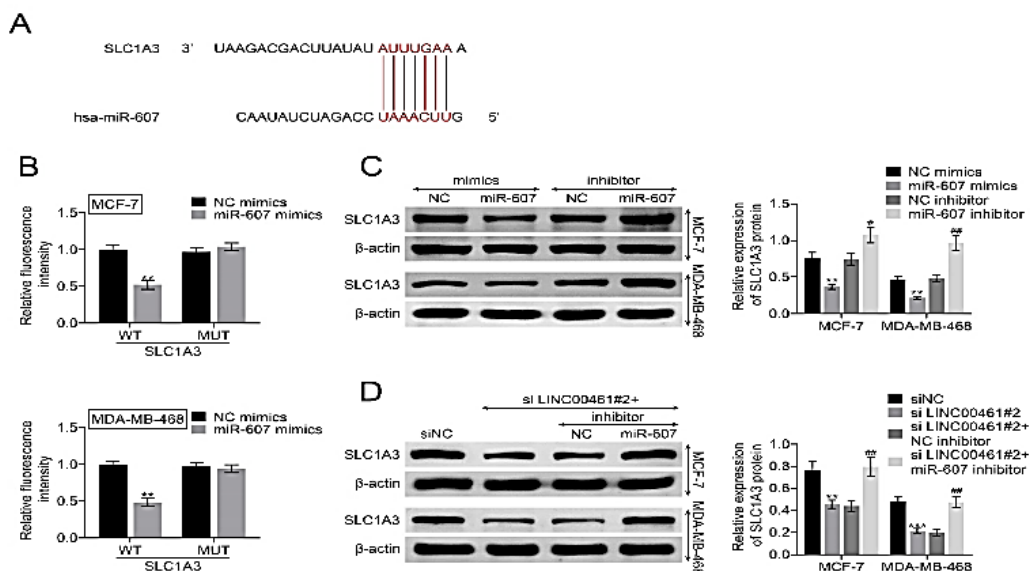 A
SLC1A3 3' UAAGACGACUUAUAU AUUUGAA A
hsa-miR-607 CAAUAUCUAGACC UAAACUU G 5'
B
MCF-7
NC mimics
miR-607 mimics
Relative fluorescence
intensity
1.5
1.0
0.5
0.0
**
WT MUT
SLC1A3
MDA-MB-468
NC mimics
miR-607 mimics
Relative fluorescence
intensity
1.5
1.0
0.5
0.0
**
WT MUT
SLC1A3
C
mimics inhibitor
NC miR-607 NC miR-607
SLC1A3
β-actin
MCF-7
SLC1A3
β-actin
MDA-MB-468
NC mimics
miR-607 mimics
NC inhibitor
miR-607 inhibitor
Relative expression
of SLC1A3 protein
1.5
1.0
0.5
0.0
** # ** ##
MCF-7 MDA-MB-468
D
si LINC00461#2+
inhibitor
siNC NC miR-607
SLC1A3
β-actin
MCF-7
SLC1A3
β-actin
MDA-MB-468
siNC
si LINC00461#2
si LINC00461#2+
NC inhibitor
si LINC00461#2+
miR-607 inhibitor
Relative expression
of SLC1A3 protein
1.0
0.8
0.6
0.4
0.2
0.0
** ## *** ##
MCF-7 MDA-MB-468